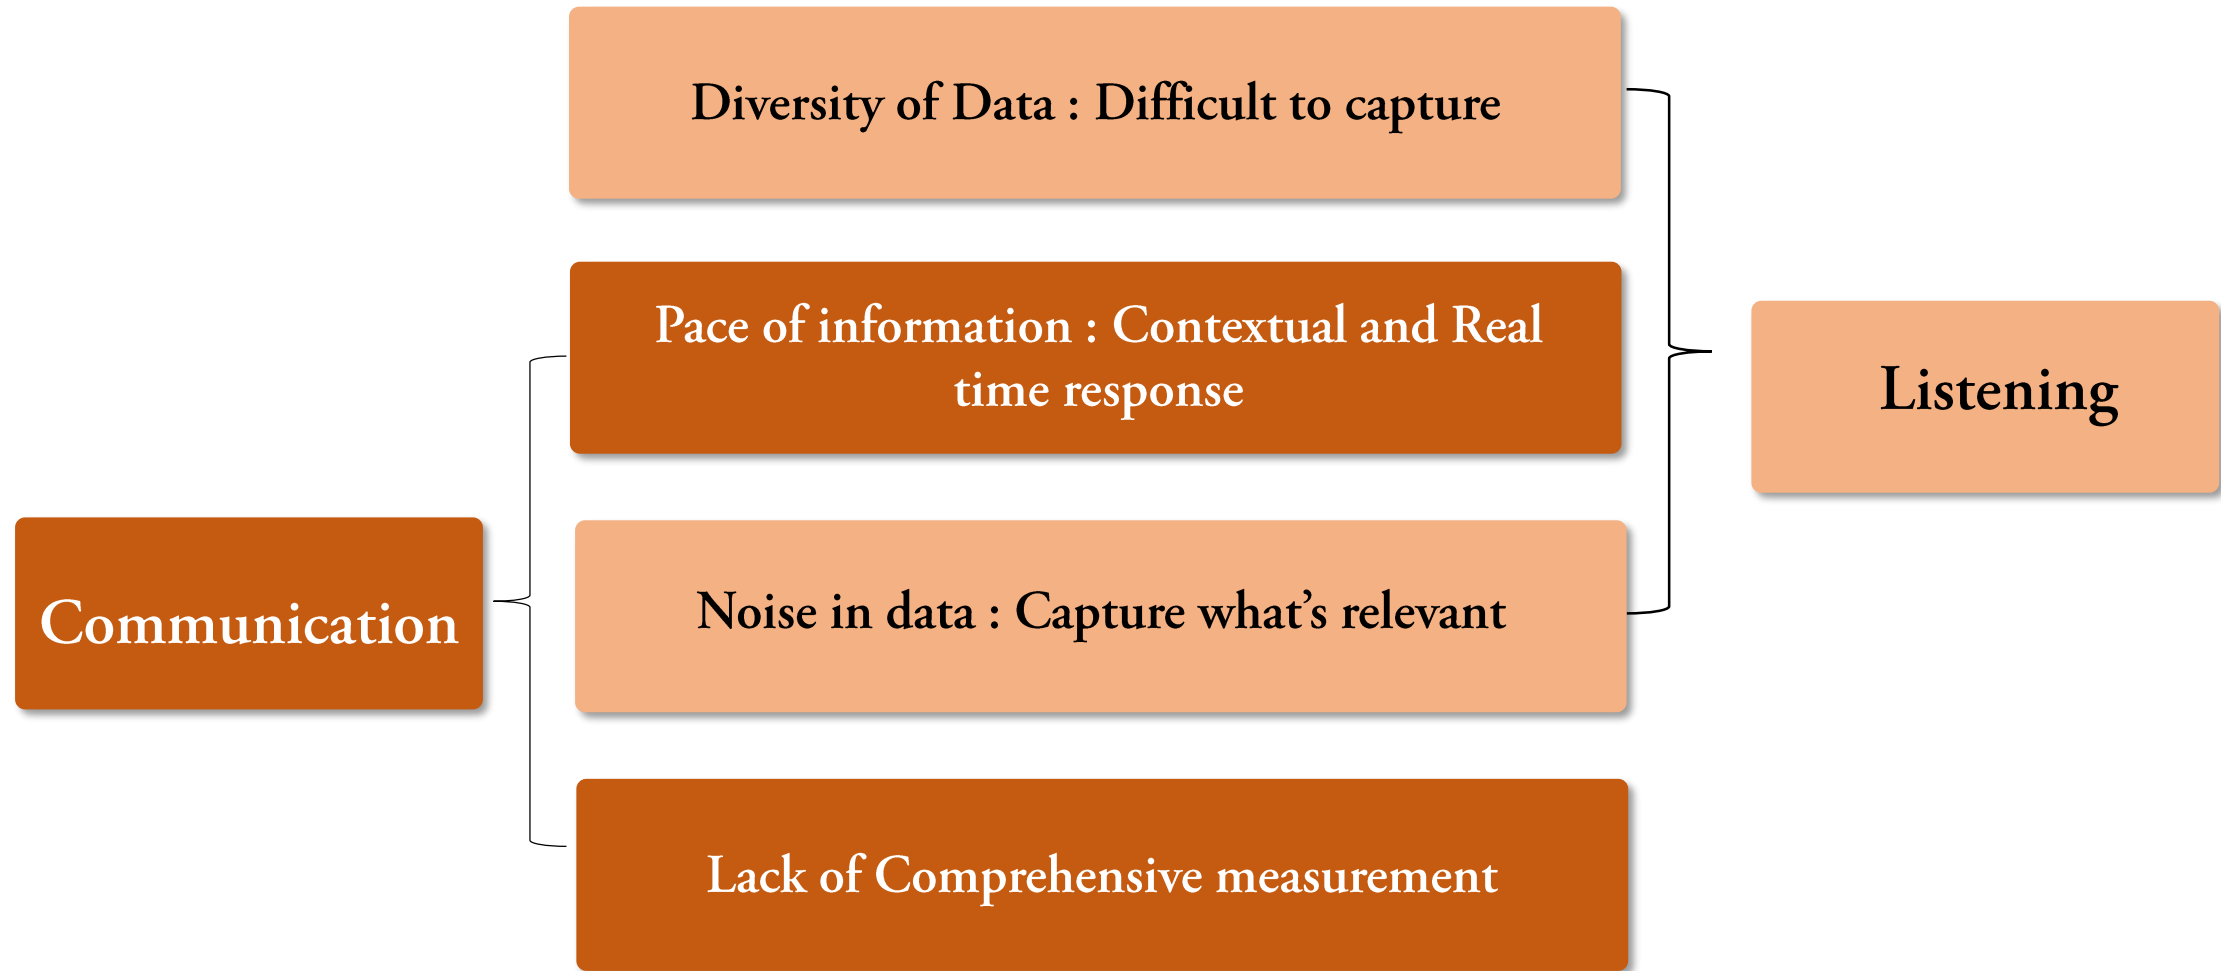 Diversity of Data : Difficult to capture
Pace of information : Contextual and Real
time response
Listening
Communication
Noise in data : Capture what’s relevant
Lack of Comprehensive measurement